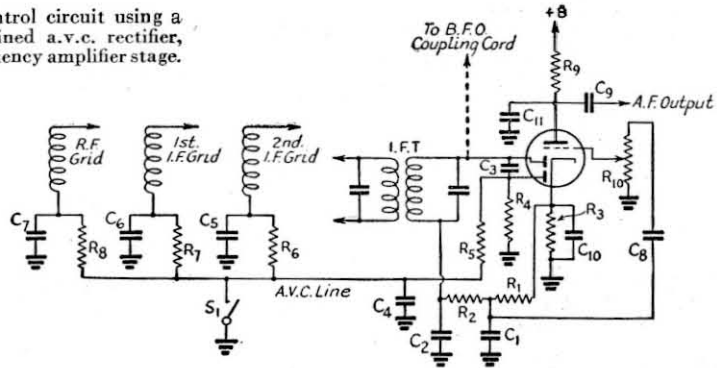 ntrol circuit using a
ined a.v.c. rectifier,
uency amplifier stage.
To B.F.O.
Coupling Cord
+B
R9
C9
A.F. Output
C11
R.F.
Grid
1st.
I.F. Grid
2nd.
I.F. Grid
I.F.T
C3
R4
R10
C7
R8
C6
R7
C5
R6
R5
R3
C10
C8
A.V.C. Line
S1
C4
R2
R1
C2
C1